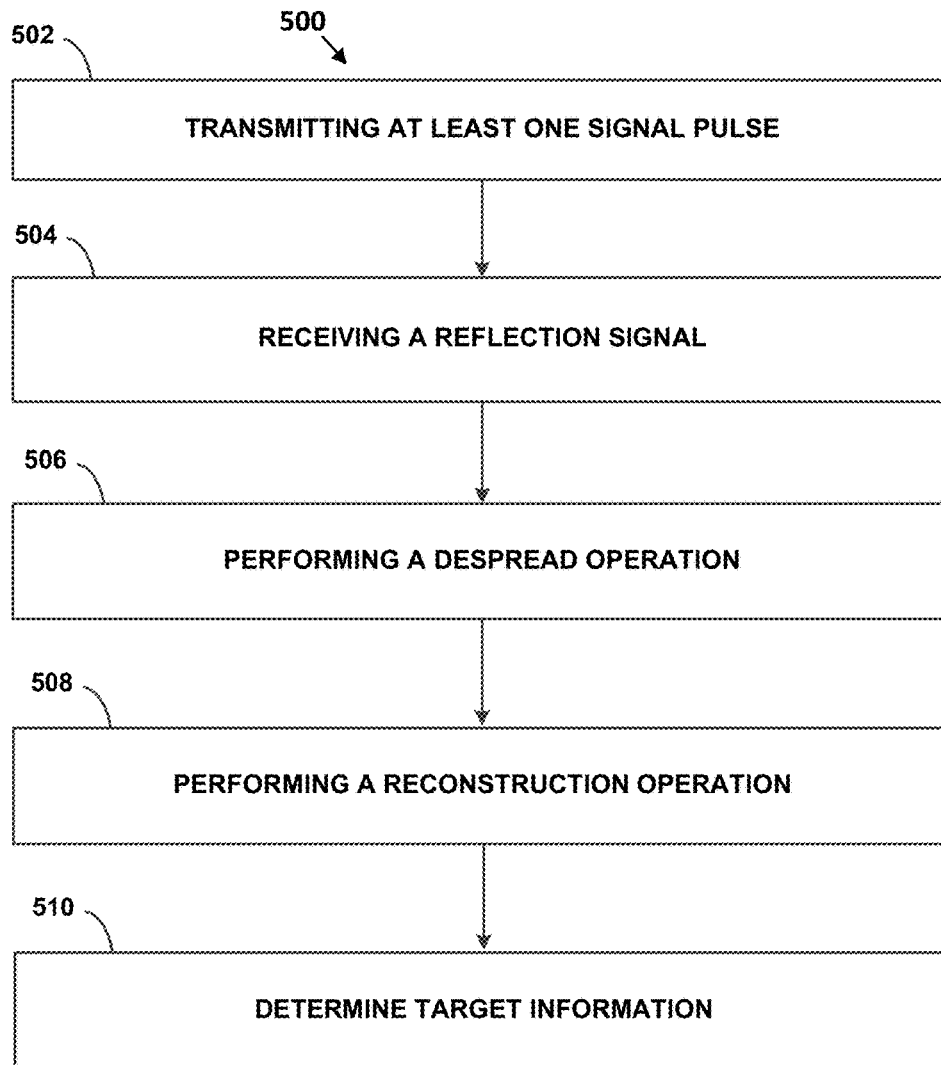 500
502
TRANSMITTING AT LEAST ONE SIGNAL PULSE
504
RECEIVING A REFLECTION SIGNAL
506
PERFORMING A DESPREAD OPERATION
508
PERFORMING A RECONSTRUCTION OPERATION
510
DETERMINE TARGET INFORMATION